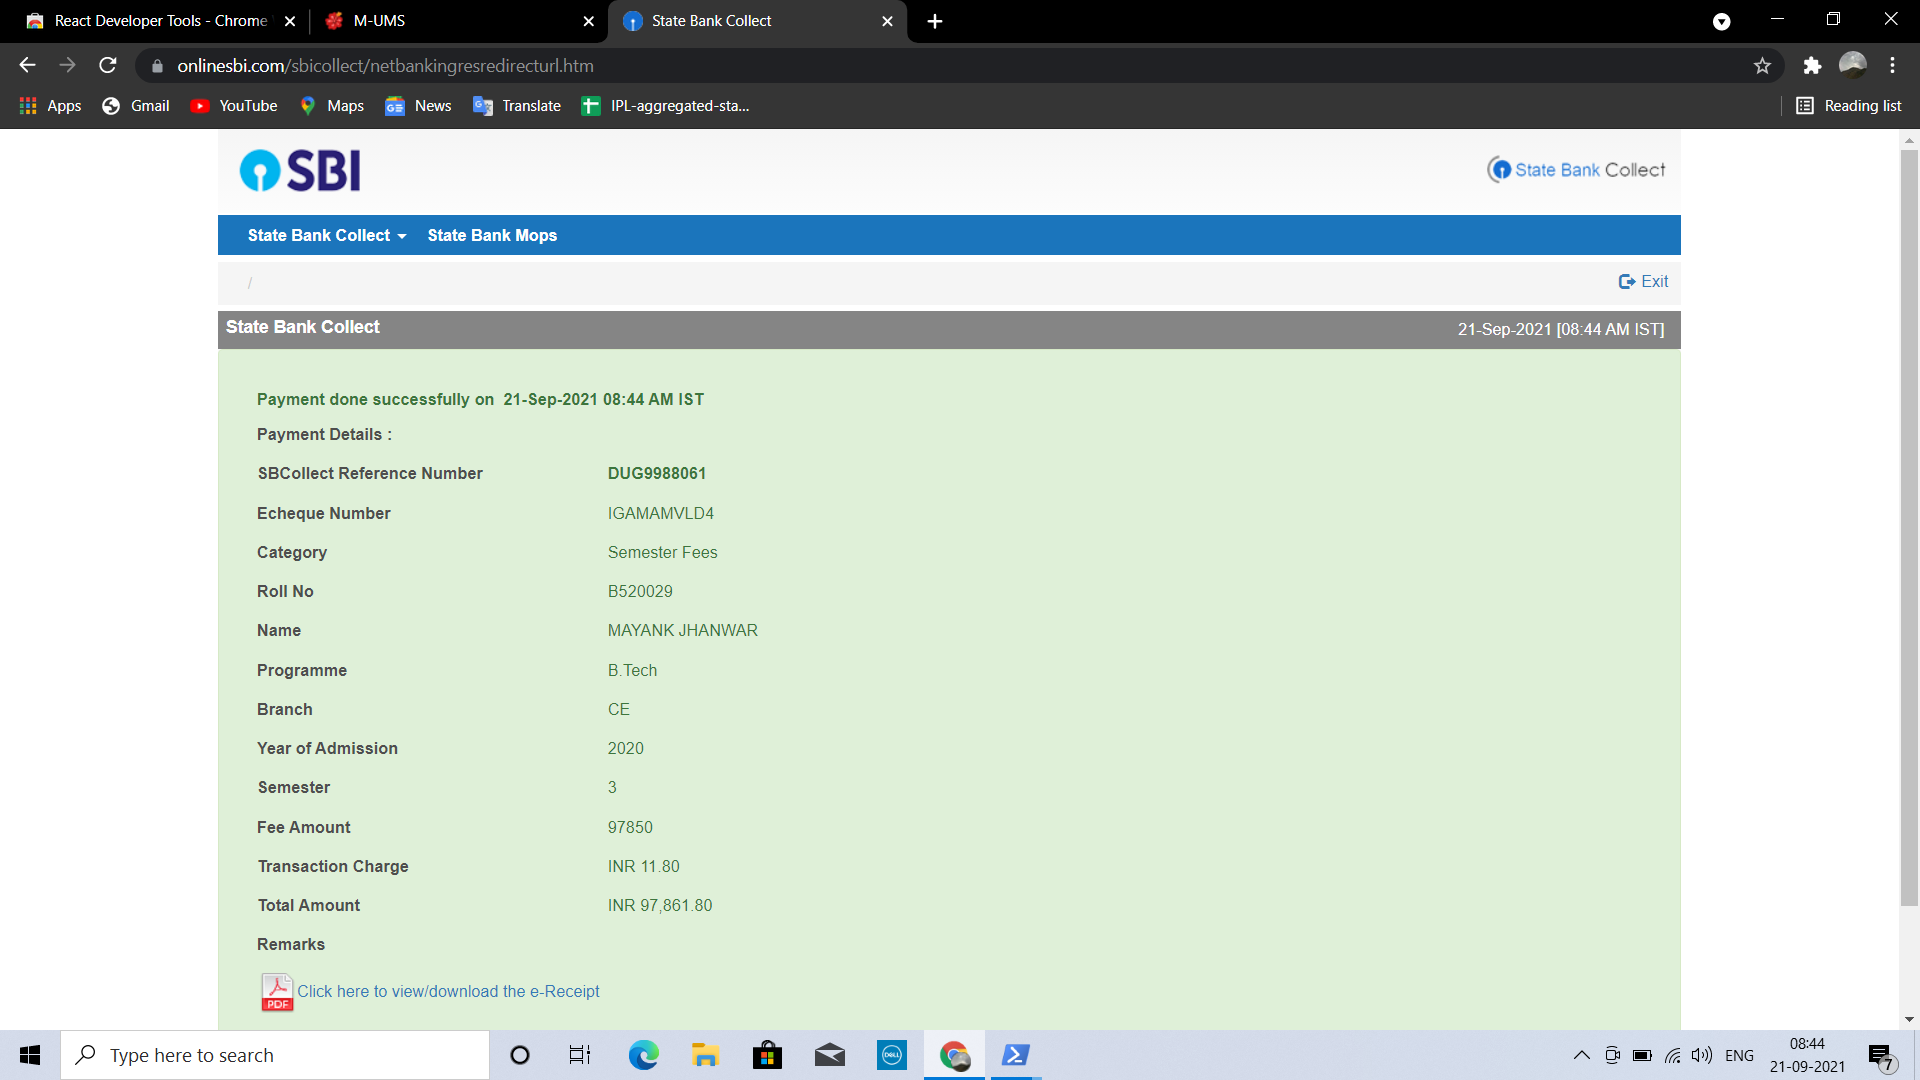 React Developer Tools - Chrome
M-UMS
State Bank Collect
onlinesbi.com/sbicollect/netbankingresredirecturl.htm
Apps Gmail YouTube Maps News Translate IPL-aggregated-sta... Reading list
SBI
State Bank Collect
State Bank Collect State Bank Mops
/ Exit
State Bank Collect 21-Sep-2021 [08:44 AM IST]
Payment done successfully on 21-Sep-2021 08:44 AM IST
Payment Details :
SBCollect Reference Number DUG9988061
Echeque Number IGAMAMVLD4
Category Semester Fees
Roll No B520029
Name MAYANK JHANWAR
Programme B.Tech
Branch CE
Year of Admission 2020
Semester 3
Fee Amount 97850
Transaction Charge INR 11.80
Total Amount INR 97,861.80
Remarks
PDF Click here to view/download the e-Receipt
Type here to search
DELL
ENG
08:44
21-09-2021
7